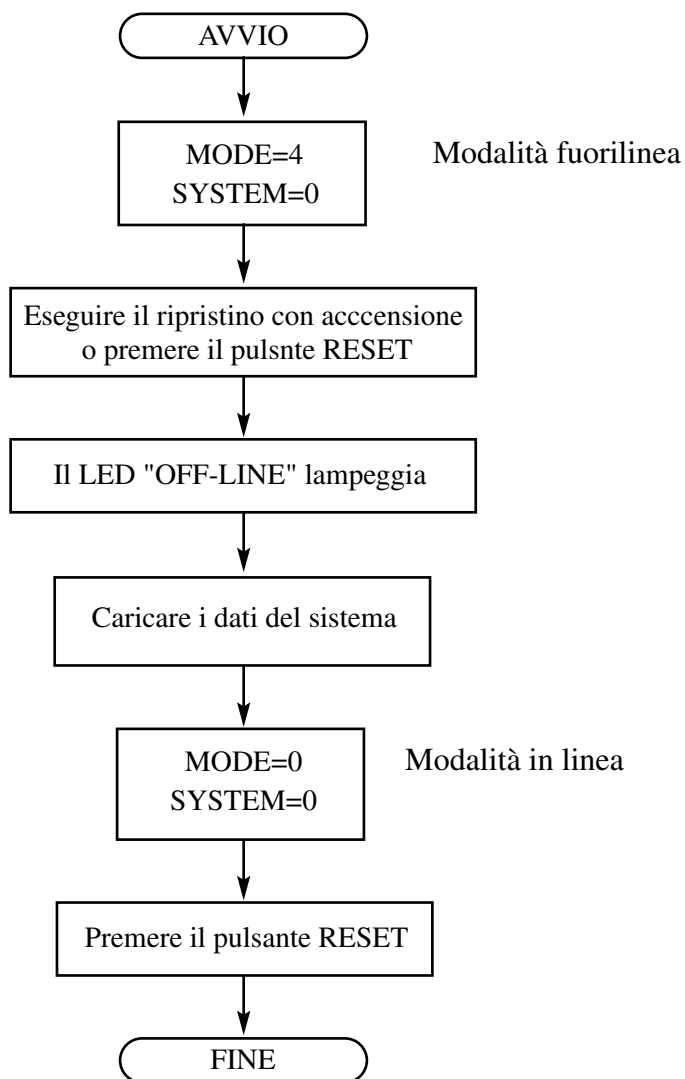 AVVIO
MODE=4
SYSTEM=0
Modalità fuorilinea
Eseguire il ripristino con acccensione
o premere il pulsnte RESET
Il LED "OFF-LINE" lampeggia
Caricare i dati del sistema
MODE=0
SYSTEM=0
Modalità in linea
Premere il pulsante RESET
FINE